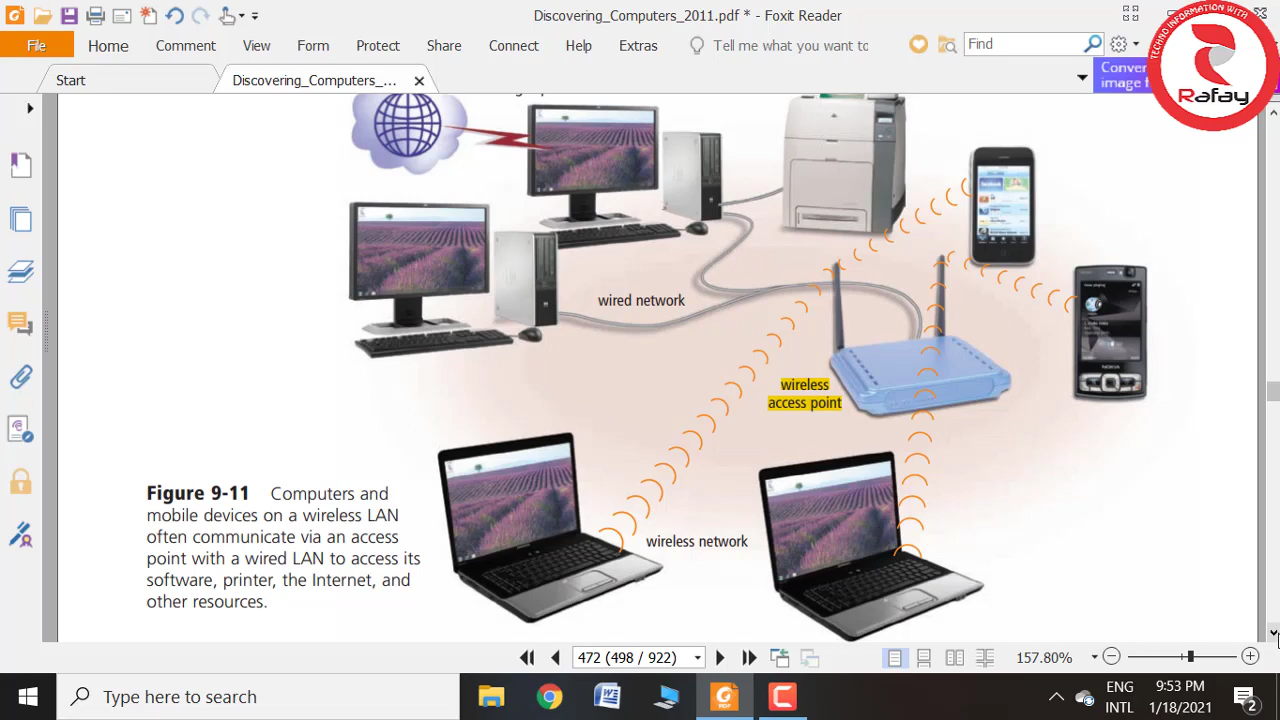 Discovering_Computers_2011.pdf * - Foxit Reader
File Home Comment View Form Protect Share Connect Help Extras Tell me what you want to Find
Start Discovering_Computers_...
Conver
image f
TECHNO INFORMATION WITH
Rafay
wired network
wireless
access point
Figure 9-11 Computers and
mobile devices on a wireless LAN
often communicate via an access
point with a wired LAN to access its
software, printer, the Internet, and
other resources.
wireless network
NOKIA
472 (498 / 922) 157.80%
Type here to search
ENG
INTL
9:53 PM
1/18/2021
2